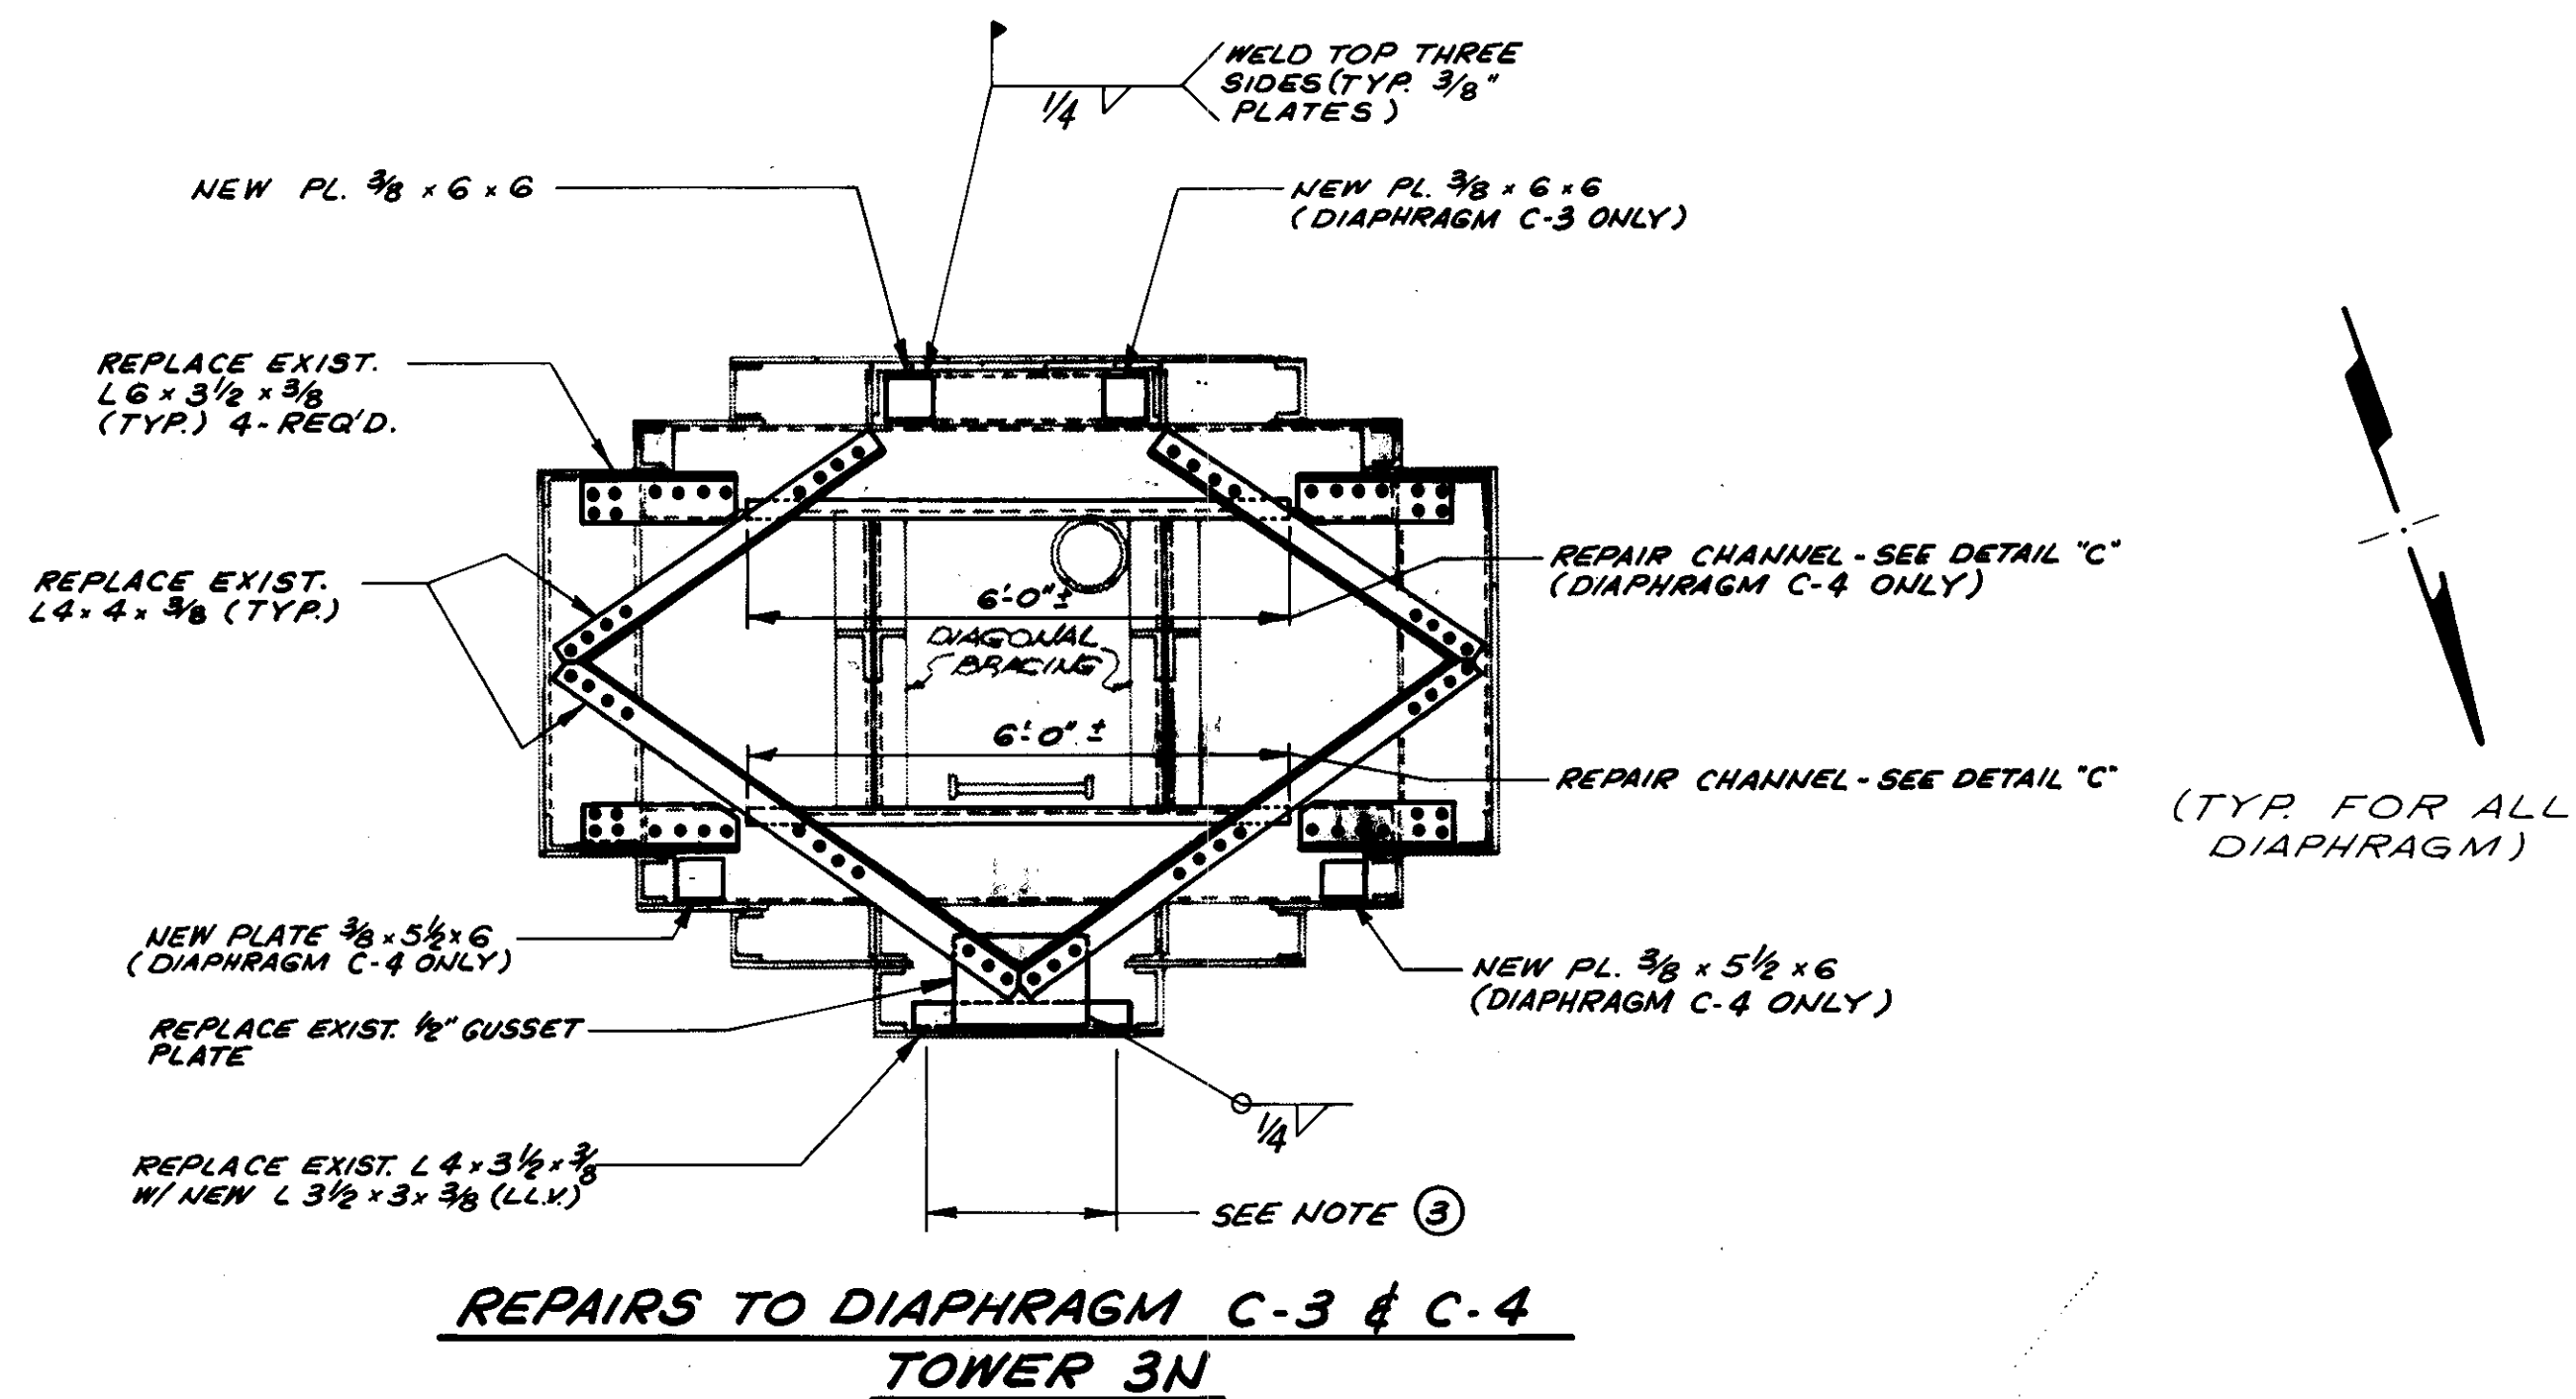 WELD TOP THREE
SIDES (TYP. 3/8"
PLATES)
1/4
NEW PL. 3/8 x 6 x 6
NEW PL. 3/8 x 6 x 6
(DIAPHRAGM C-3 ONLY)
REPLACE EXIST.
L 6 x 3 1/2 x 3/8
(TYP.) 4-REQ'D.
REPLACE EXIST.
L 4 x 4 x 3/8 (TYP.)
REPAIR CHANNEL - SEE DETAIL "C"
(DIAPHRAGM C-4 ONLY)
6'-0" ±
DIAGONAL
BRACING
6'-0" ±
REPAIR CHANNEL - SEE DETAIL "C"
(TYP. FOR ALL
DIAPHRAGM)
NEW PLATE 3/8 x 5 1/2 x 6
(DIAPHRAGM C-4 ONLY)
NEW PL. 3/8 x 5 1/2 x 6
(DIAPHRAGM C-4 ONLY)
REPLACE EXIST. 1/2" GUSSET
PLATE
1/4
REPLACE EXIST. L 4 x 3 1/2 x 3/8
W/ NEW L 3 1/2 x 3 x 3/8 (LL.V.)
SEE NOTE 3
REPAIRS TO DIAPHRAGM C-3 & C-4
TOWER 3N